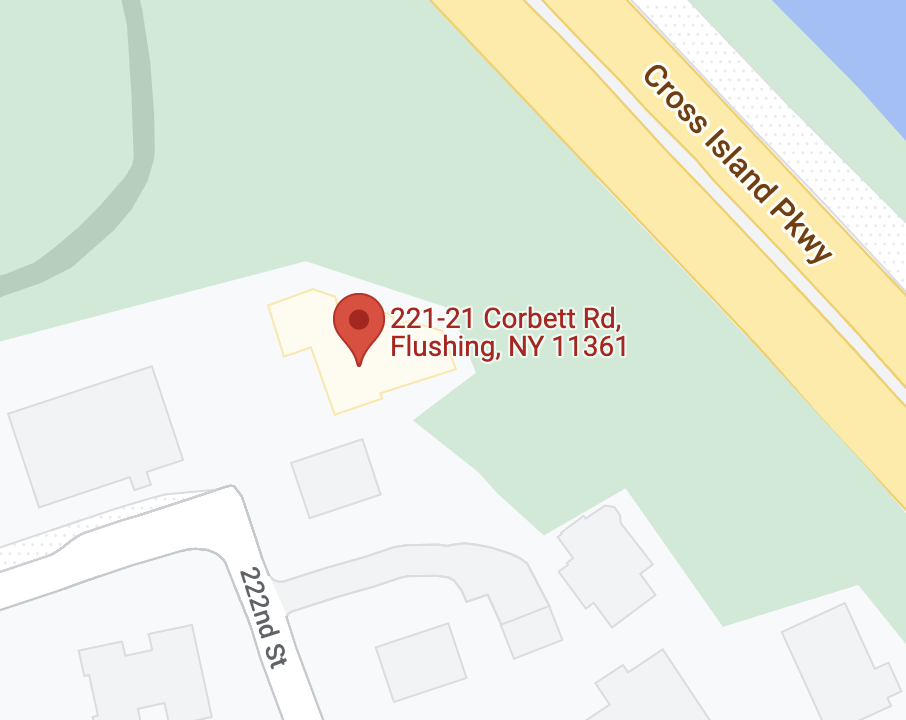 Cross Island Pkwy
221-21 Corbett Rd,
Flushing, NY 11361
222nd St